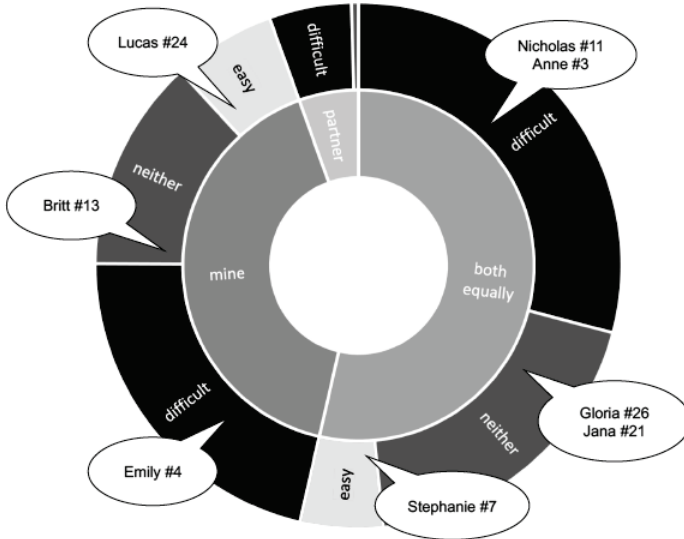 Lucas #24
easy
difficult
Nicholas #11
Anne #3
difficult
partner
neither
Britt #13
mine
both
equally
difficult
neither
Gloria #26
Jana #21
Emily #4
easy
Stephanie #7